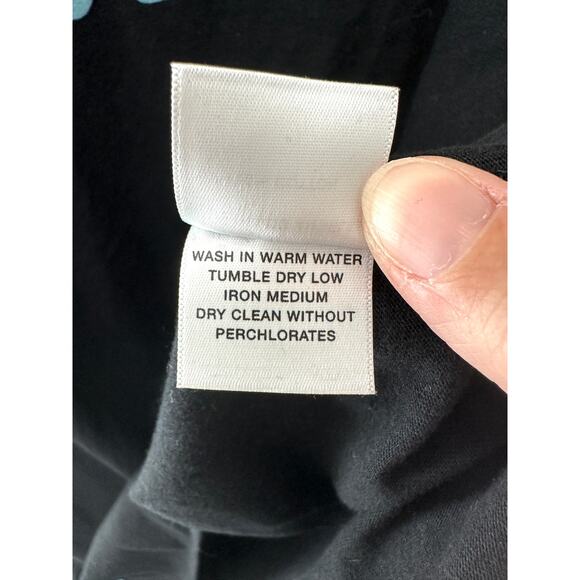 WASH IN WARM WATER
TUMBLE DRY LOW
IRON MEDIUM
DRY CLEAN WITHOUT
PERCHLORATES